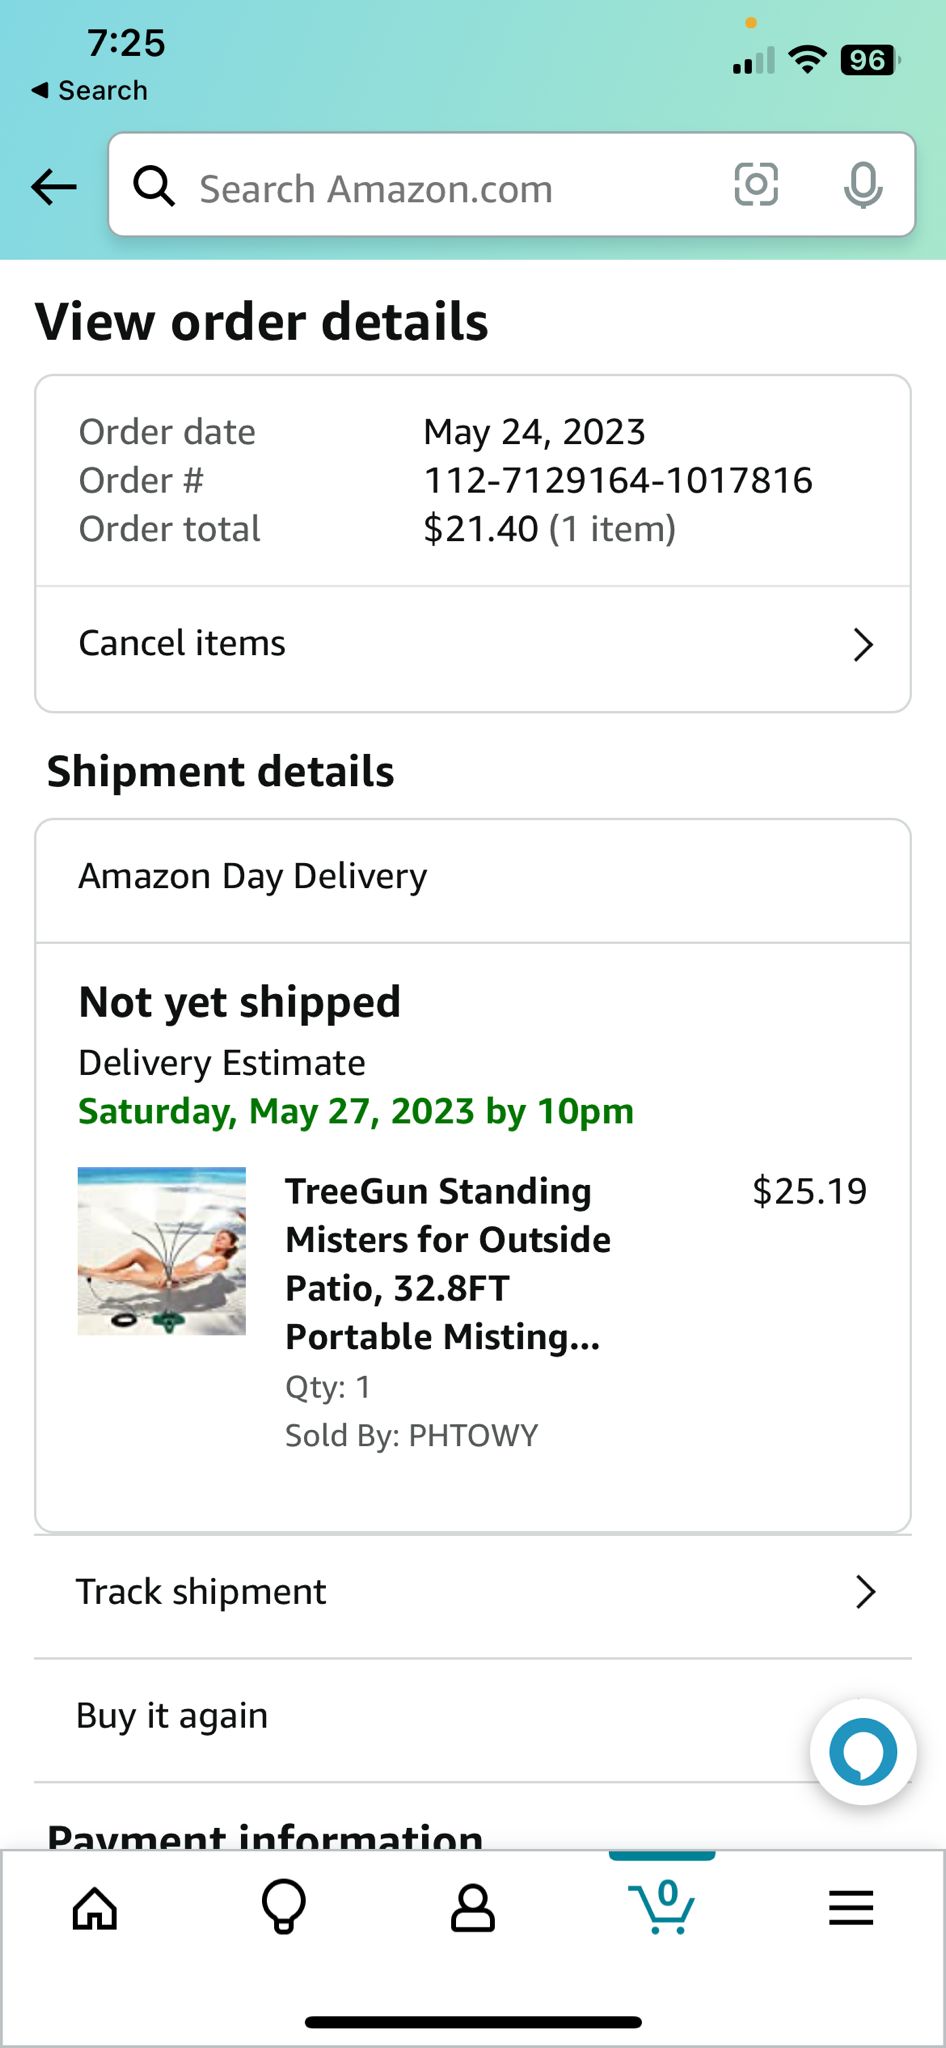 7:25
96
◀ Search
Search Amazon.com
View order details
Order date May 24, 2023
Order # 112-7129164-1017816
Order total $21.40 (1 item)
Cancel items
Shipment details
Amazon Day Delivery
Not yet shipped
Delivery Estimate
Saturday, May 27, 2023 by 10pm
TreeGun Standing $25.19
Misters for Outside
Patio, 32.8FT
Portable Misting...
Qty: 1
Sold By: PHTOWY
Track shipment
Buy it again
Payment information
0